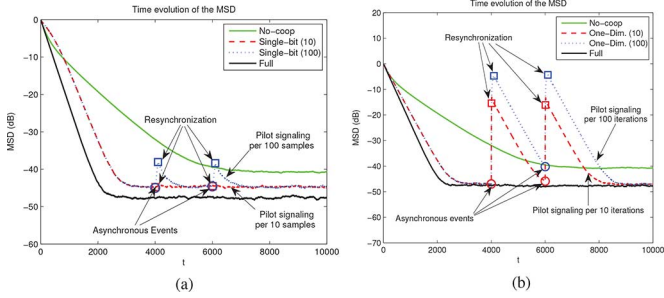 Time evolution of the MSD
0
-10
-20
-30
-40
-50
-60
MSD (dB)
No-coop
Single-bit (10)
Single-bit (100)
Full
Resynchronization
Pilot signaling
per 100 samples
Asynchronous Events
Pilot signaling
per 10 samples
0
2000
4000
6000
8000
10000
t
(a)
Time evolution of the MSD
20
10
0
-10
-20
-30
-40
-50
-60
-70
MSD (dB)
No-coop
One-Dim. (10)
One-Dim. (100)
Full
Resynchronization
Pilot signaling
per 100 iterations
Asynchronous events
Pilot signaling per 10 iterations
0
2000
4000
6000
8000
10000
t
(b)